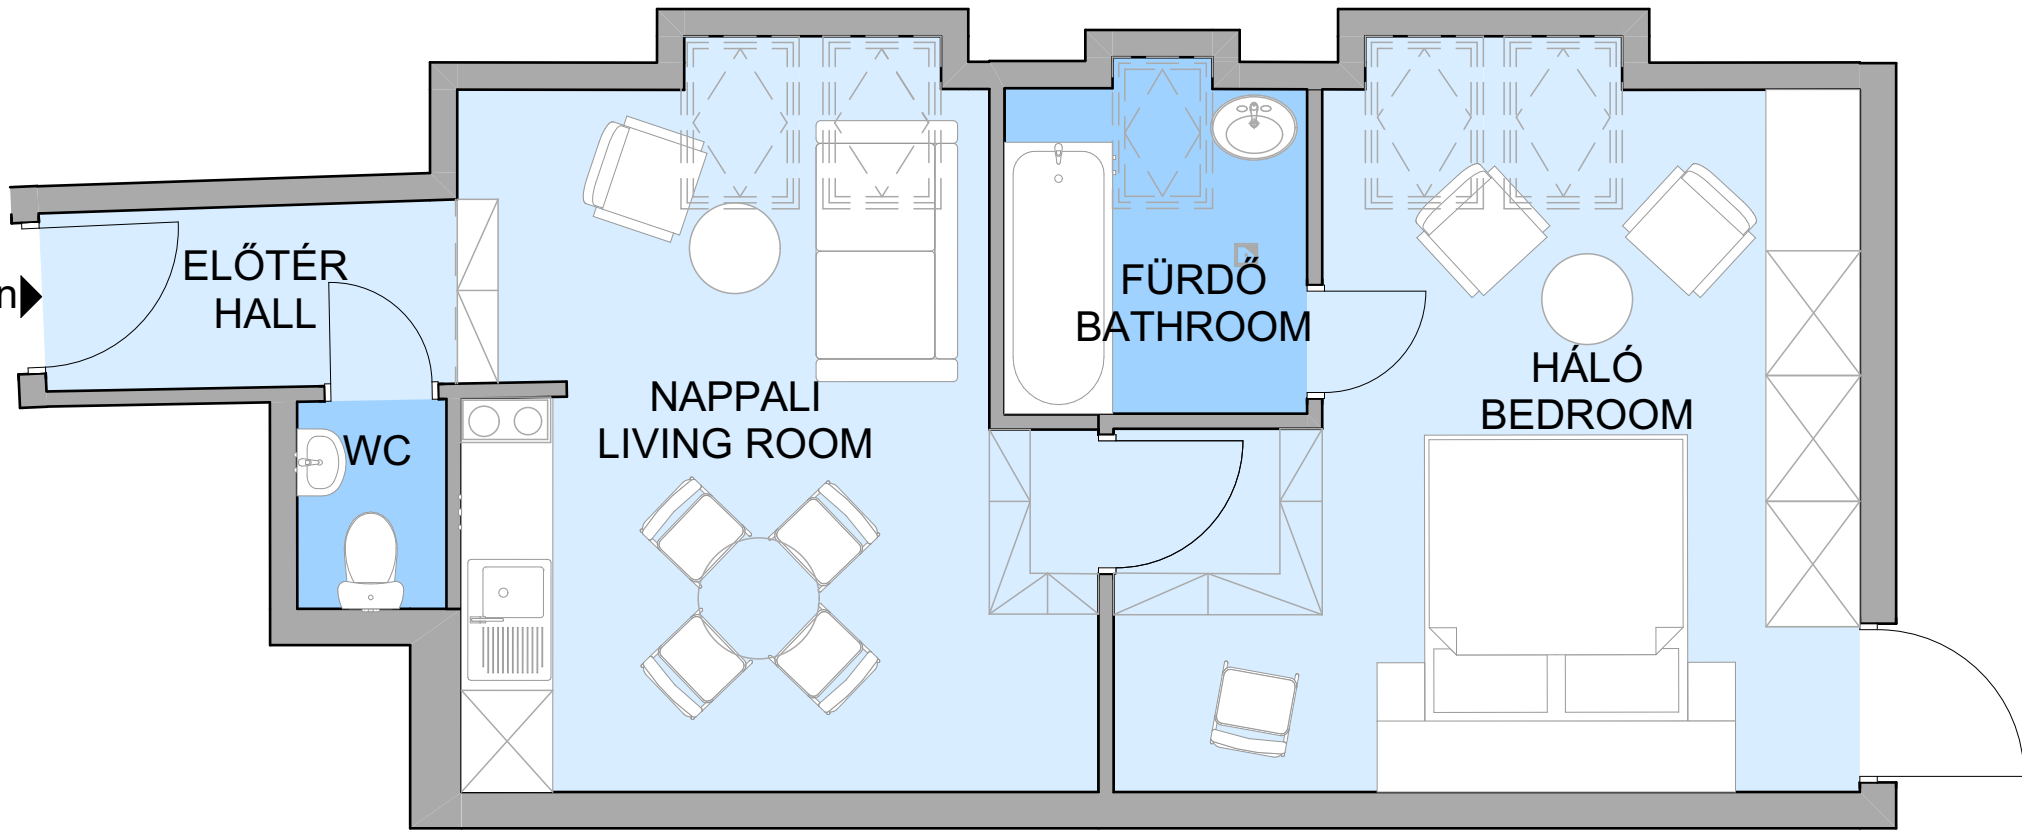 ELŐTÉR
HALL
n
WC
NAPPALI
LIVING ROOM
FÜRDŐ
BATHROOM
HÁLÓ
BEDROOM